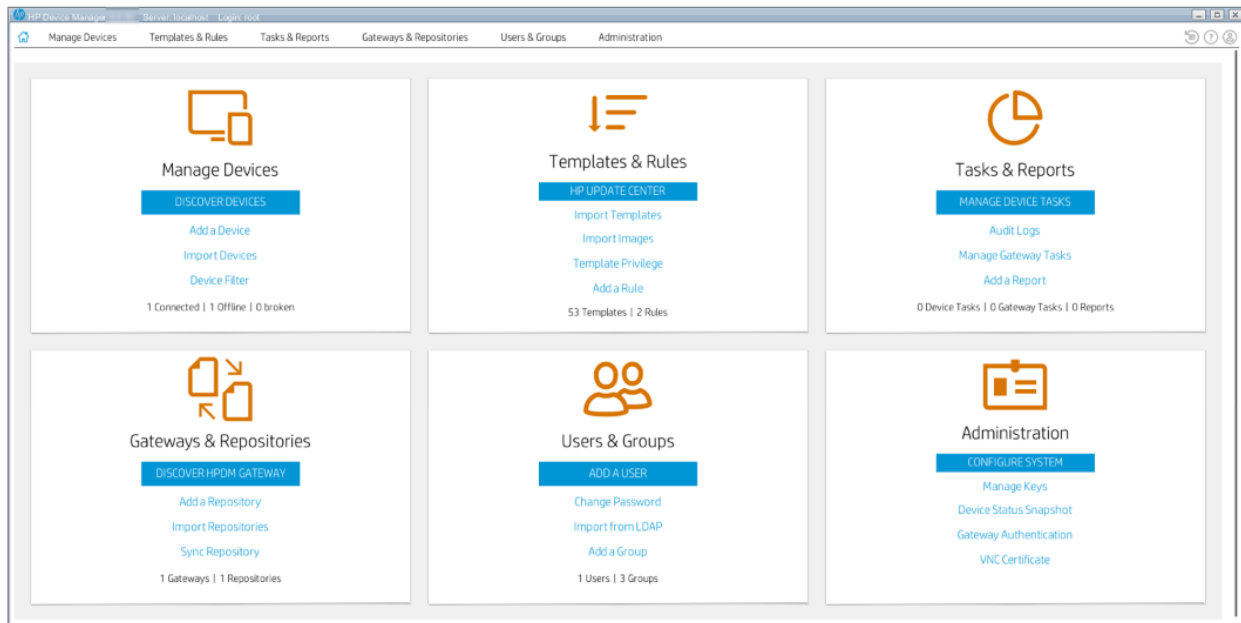 hp HP Device Manager Server: localhost Login: root
Manage Devices Templates & Rules Tasks & Reports Gateways & Repositories Users & Groups Administration
Manage Devices
DISCOVER DEVICES
Add a Device
Import Devices
Device Filter
1 Connected | 1 Offline | 0 broken
Templates & Rules
HP UPDATE CENTER
Import Templates
Import Images
Template Privilege
Add a Rule
53 Templates | 2 Rules
Tasks & Reports
MANAGE DEVICE TASKS
Audit Logs
Manage Gateway Tasks
Add a Report
0 Device Tasks | 0 Gateway Tasks | 0 Reports
Gateways & Repositories
DISCOVER HPDM GATEWAY
Add a Repository
Import Repositories
Sync Repository
1 Gateways | 1 Repositories
Users & Groups
ADD A USER
Change Password
Import from LDAP
Add a Group
1 Users | 3 Groups
Administration
CONFIGURE SYSTEM
Manage Keys
Device Status Snapshot
Gateway Authentication
VNC Certificate